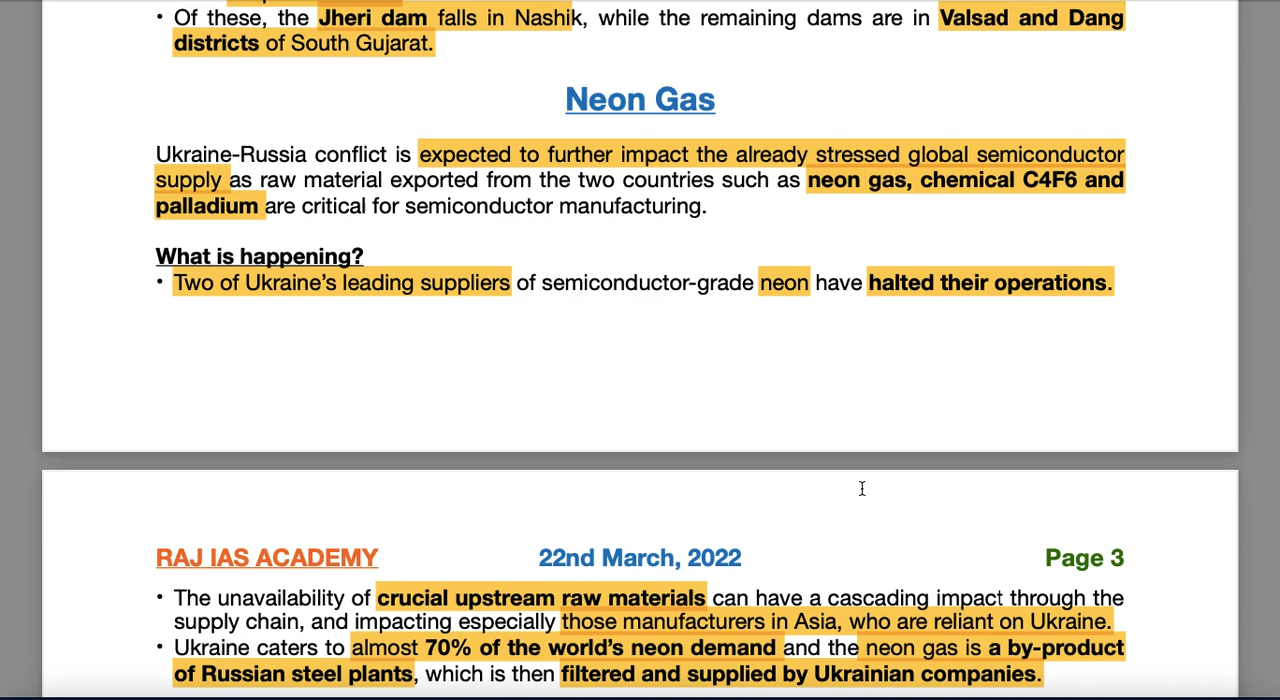 • Of these, the Jheri dam falls in Nashik, while the remaining dams are in Valsad and Dang
districts of South Gujarat.
Neon Gas
Ukraine-Russia conflict is expected to further impact the already stressed global semiconductor
supply as raw material exported from the two countries such as neon gas, chemical C4F6 and
palladium are critical for semiconductor manufacturing.
What is happening?
• Two of Ukraine’s leading suppliers of semiconductor-grade neon have halted their operations.
RAJ IAS ACADEMY 22nd March, 2022 Page 3
• The unavailability of crucial upstream raw materials can have a cascading impact through the
supply chain, and impacting especially those manufacturers in Asia, who are reliant on Ukraine.
• Ukraine caters to almost 70% of the world’s neon demand and the neon gas is a by-product
of Russian steel plants, which is then filtered and supplied by Ukrainian companies.